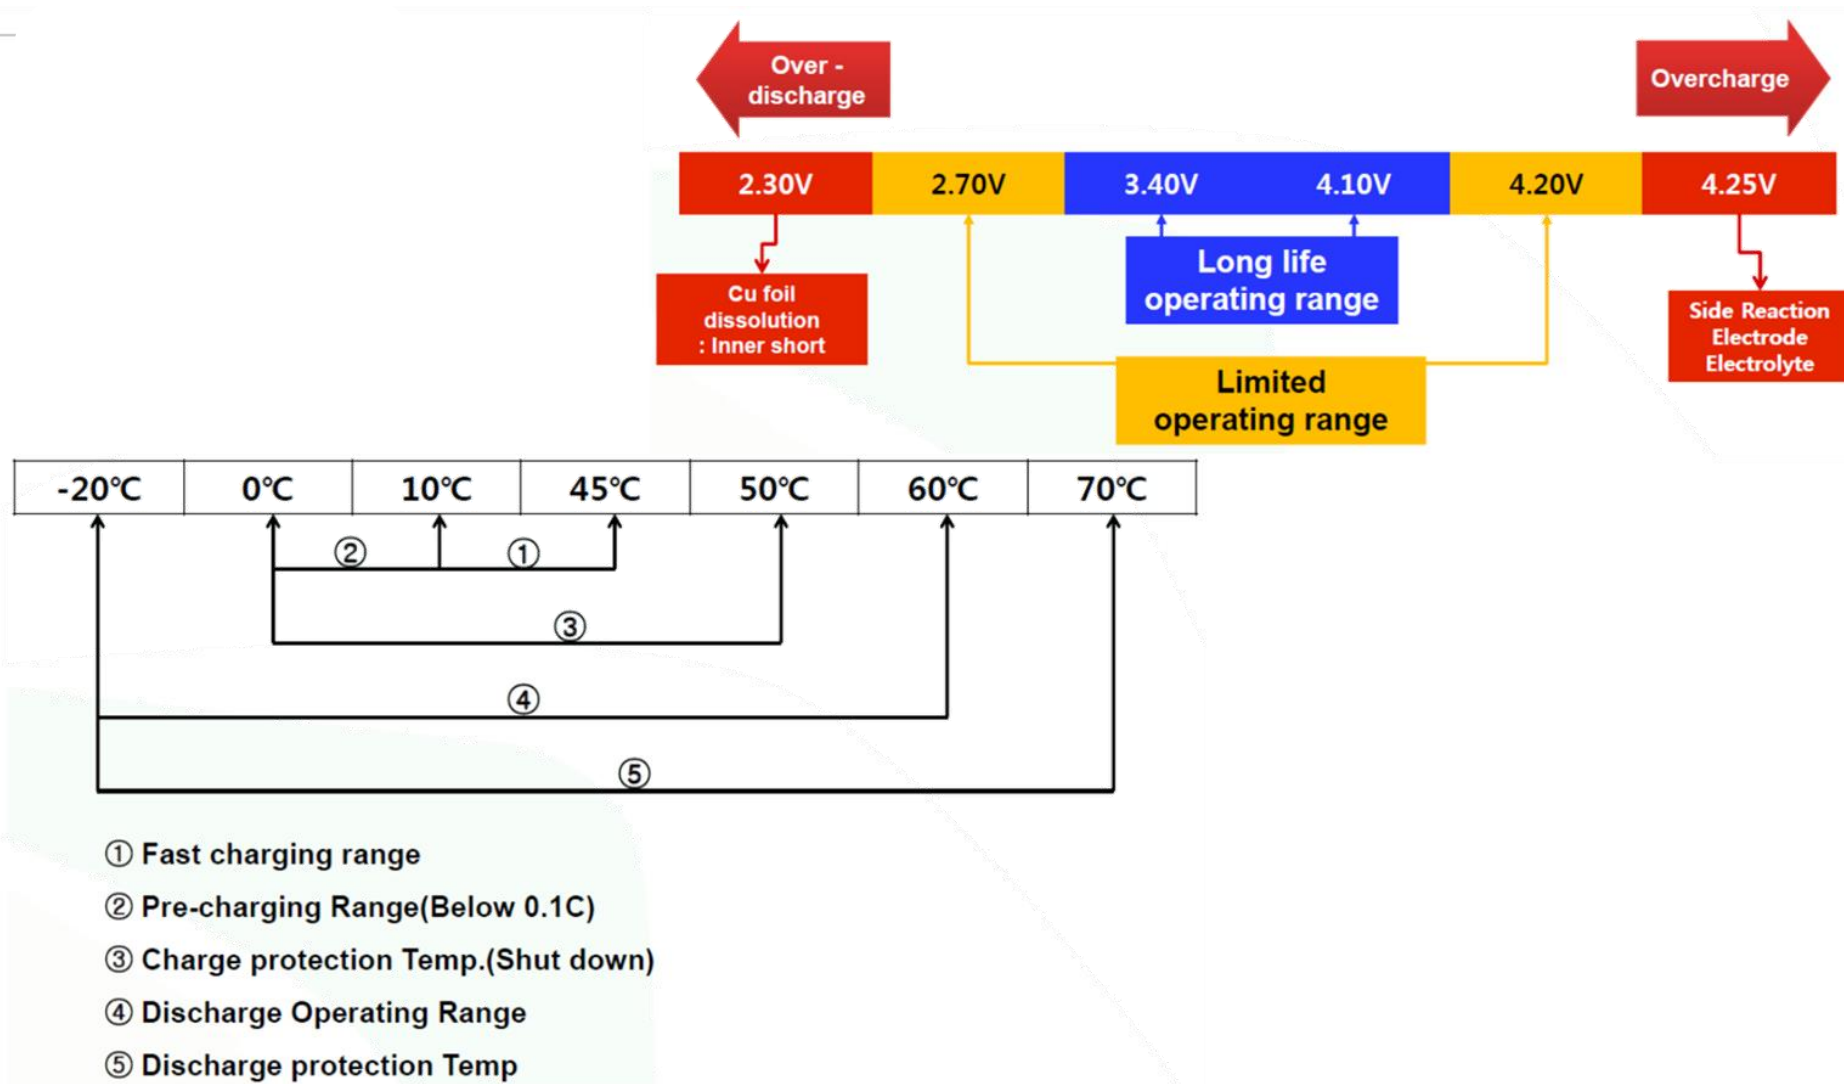 Over -
discharge
Overcharge
2.30V 2.70V 3.40V 4.10V 4.20V 4.25V
Cu foil
dissolution
: Inner short
Long life
operating range
Side Reaction
Electrode
Electrolyte
Limited
operating range
-20℃ 0℃ 10℃ 45℃ 50℃ 60℃ 70℃
② ①
③
④
⑤
① Fast charging range
② Pre-charging Range(Below 0.1C)
③ Charge protection Temp.(Shut down)
④ Discharge Operating Range
⑤ Discharge protection Temp